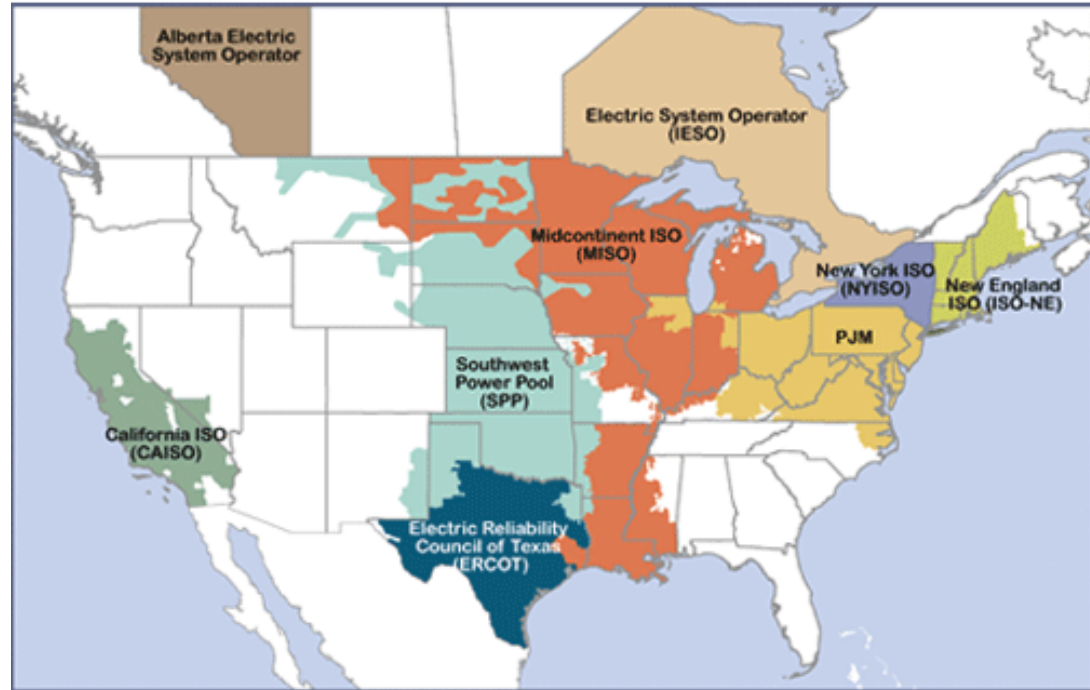 Alberta Electric
System Operator
Electric System Operator
(IESO)
Midcontinent ISO
(MISO)
New York ISO
(NYISO)
New England
ISO (ISO-NE)
PJM
Southwest
Power Pool
(SPP)
California ISO
(CAISO)
Electric Reliability
Council of Texas
(ERCOT)